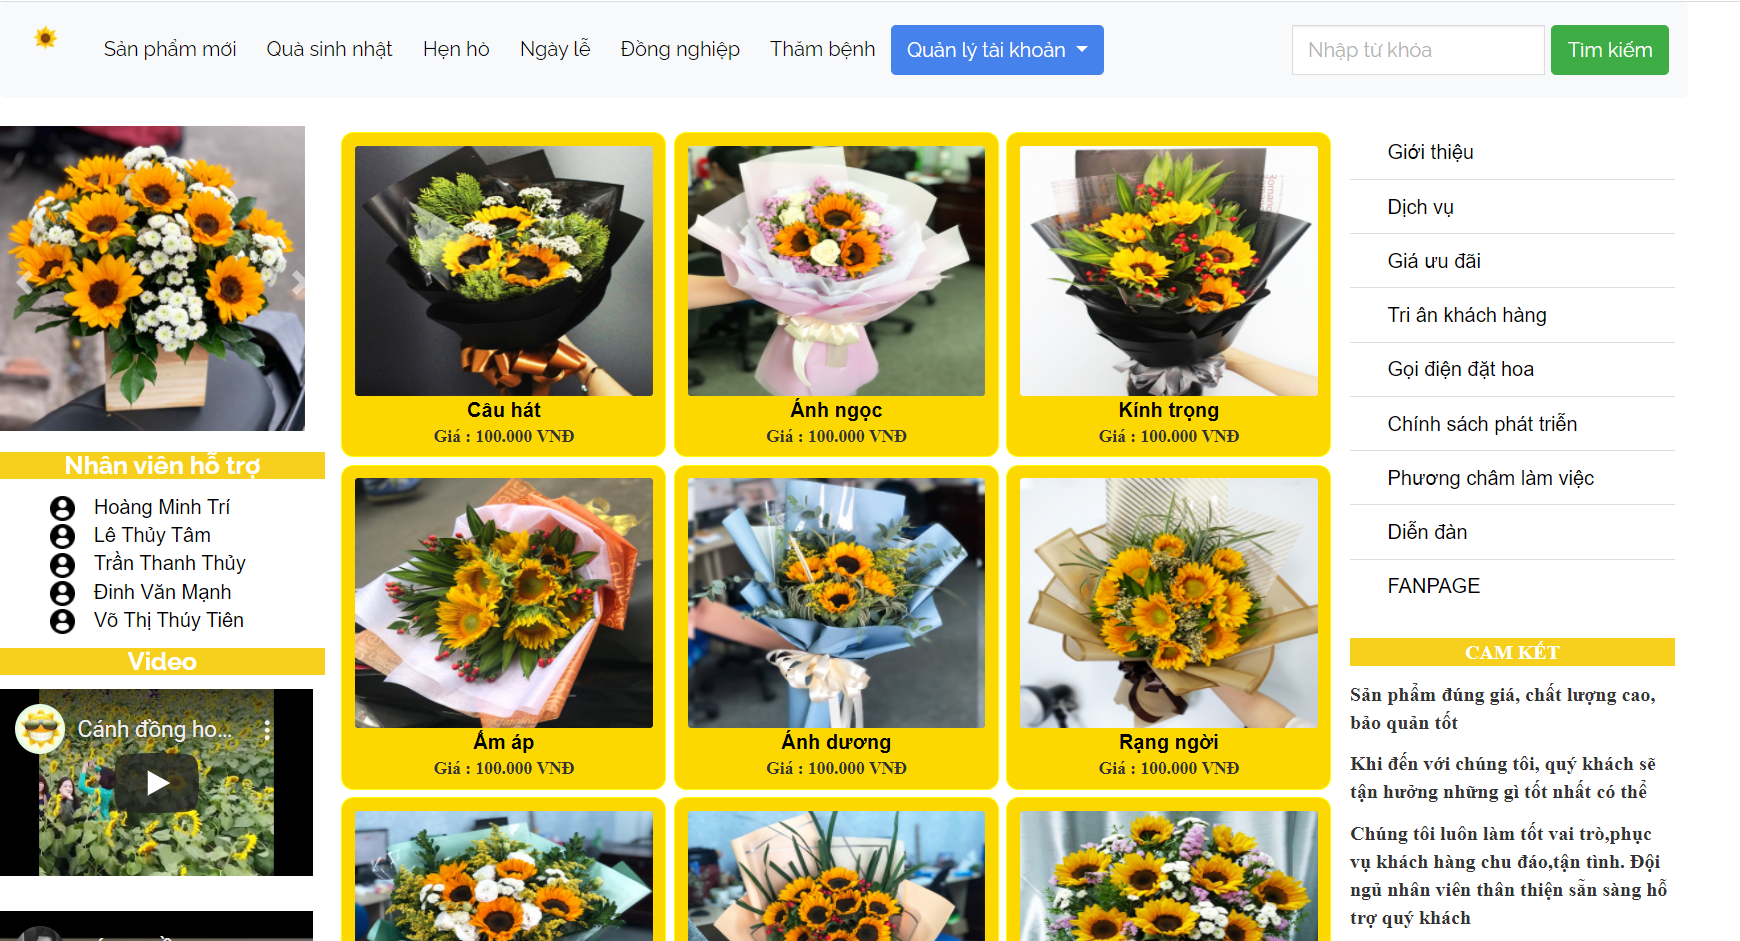 Sản phẩm mới
Quà sinh nhật
Hẹn hò
Ngày lễ
Đồng nghiệp
Thăm bệnh
Quản lý tài khoản
Nhập từ khóa
Tìm kiếm
Nhân viên hỗ trợ
Hoàng Minh Trí
Lê Thủy Tâm
Trần Thanh Thủy
Đinh Văn Mạnh
Võ Thị Thúy Tiên
Video
Cánh đồng ho...
Câu hát
Giá : 100.000 VNĐ
Ánh ngọc
Giá : 100.000 VNĐ
Kính trọng
Giá : 100.000 VNĐ
Ấm áp
Giá : 100.000 VNĐ
Ánh dương
Giá : 100.000 VNĐ
Rạng ngời
Giá : 100.000 VNĐ
Giới thiệu
Dịch vụ
Giá ưu đãi
Tri ân khách hàng
Gọi điện đặt hoa
Chính sách phát triễn
Phương châm làm việc
Diễn đàn
FANPAGE
CAM KẾT
Sản phẩm đúng giá, chất lượng cao,
bảo quản tốt
Khi đến với chúng tôi, quý khách sẽ
tận hưởng những gì tốt nhất có thể
Chúng tôi luôn làm tốt vai trò,phục
vụ khách hàng chu đáo,tận tình. Đội
ngũ nhân viên thân thiện sẵn sàng hỗ
trợ quý khách